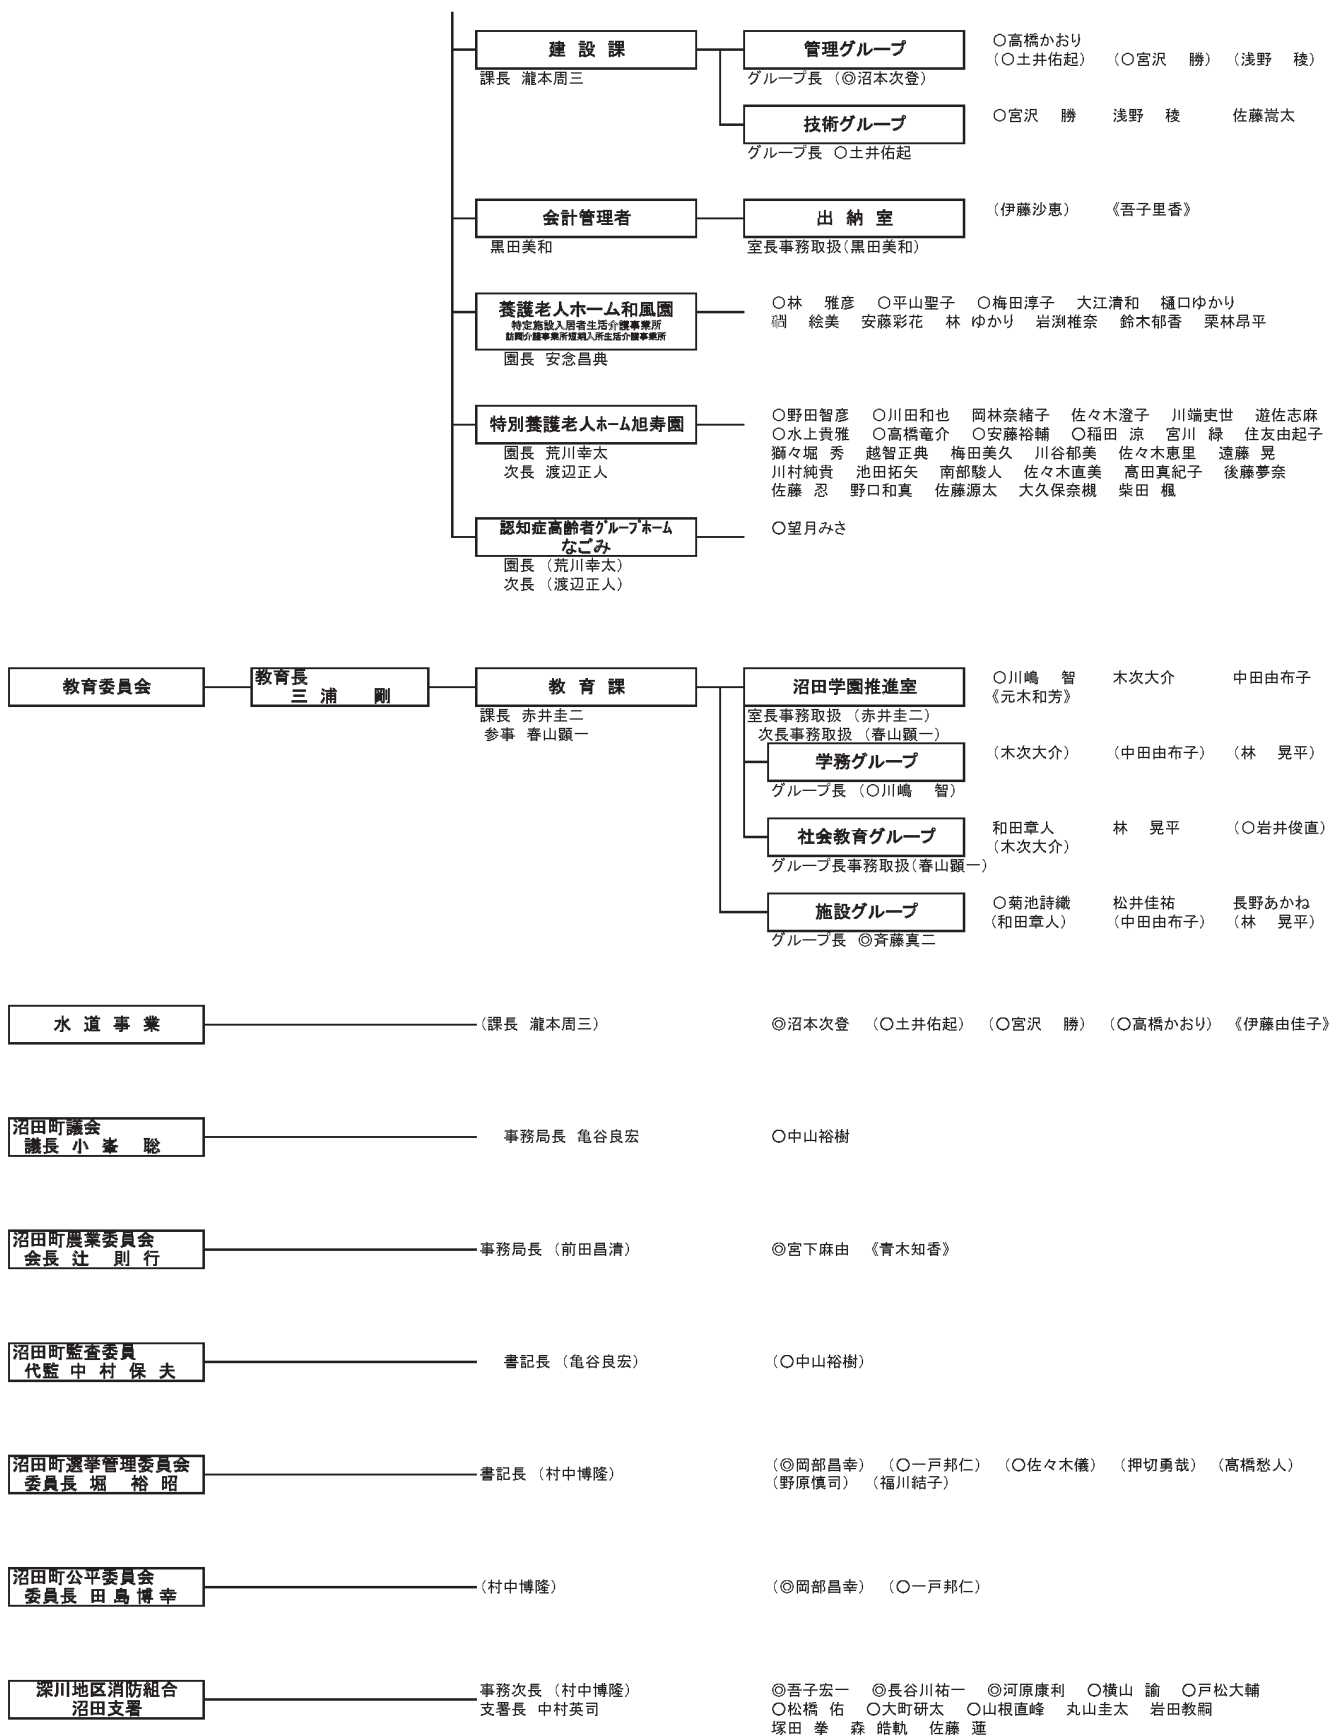 建設課
課長 瀧本周三
管理グループ
グループ長 (◎沼本次登)
○高橋かおり
(○土井佑起) (○宮沢 勝) (浅野 稜)
技術グループ
グループ長 ○土井佑起
○宮沢 勝 浅野 稜 佐藤嵩太
会計管理者
黒田美和
出納室
室長事務取扱(黒田美和)
(伊藤沙恵) 《吾子里香》
養護老人ホーム和風園
特定施設入居者生活介護事業所
訪問介護事業所短期入所生活介護事業所
園長 安念昌典
○林 雅彦 ○平山聖子 ○梅田淳子 大江清和 樋口ゆかり
絵美 安藤彩花 林 ゆかり 岩渕椎奈 鈴木郁香 栗林昂平
特別養護老人ホーム旭寿園
園長 荒川幸太
次長 渡辺正人
○野田智彦 ○川田和也 岡林奈緒子 佐々木澄子 川端吏世 遊佐志麻
○水上貴雅 ○高橋竜介 ○安藤裕輔 ○稲田 涼 宮川 緑 住友由起子
獅々堀 秀 越智正典 梅田美久 川谷郁美 佐々木恵里 遠藤 晃
川村純貴 池田拓矢 南部駿人 佐々木直美 高田真紀子 後藤夢奈
佐藤 忍 野口和真 佐藤源太 大久保奈槻 柴田 楓
認知症高齢者グループホーム
なごみ
園長 (荒川幸太)
次長 (渡辺正人)
○望月みさ
教育委員会
教育長
三浦 剛
教育課
課長 赤井圭二
参事 春山顕一
沼田学園推進室
室長事務取扱 (赤井圭二)
次長事務取扱 (春山顕一)
○川嶋 智 木次大介 中田由布子
《元木和芳》
学務グループ
グループ長 (○川嶋 智)
(木次大介) (中田由布子) (林 晃平)
社会教育グループ
グループ長事務取扱(春山顕一)
和田章人 林 晃平 (○岩井俊直)
(木次大介)
施設グループ
グループ長 ◎斉藤真二
○菊池詩織 松井佳祐 長野あかね
(和田章人) (中田由布子) (林 晃平)
水道事業
(課長 瀧本周三)
◎沼本次登 (○土井佑起) (○宮沢 勝) (○高橋かおり) 《伊藤由佳子》
沼田町議会
議長 小峯 聡
事務局長 亀谷良宏
○中山裕樹
沼田町農業委員会
会長 辻 則行
事務局長 (前田昌清)
◎宮下麻由 《青木知香》
沼田町監査委員
代監 中村保夫
書記長 (亀谷良宏)
(○中山裕樹)
沼田町選挙管理委員会
委員長 堀 裕昭
書記長 (村中博隆)
(◎岡部昌幸) (○一戸邦仁) (○佐々木儀) (押切勇哉) (高橋愁人)
(野原慎司) (福川結子)
沼田町公平委員会
委員長 田島博幸
(村中博隆)
(◎岡部昌幸) (○一戸邦仁)
深川地区消防組合
沼田支署
事務次長 (村中博隆)
支署長 中村英司
◎吾子宏一 ◎長谷川祐一 ◎河原康利 ○横山 諭 ○戸松大輔
○松橋 佑 ○大町研太 ○山根直峰 丸山圭太 岩田教嗣
塚田 挙 森 皓軌 佐藤 蓮